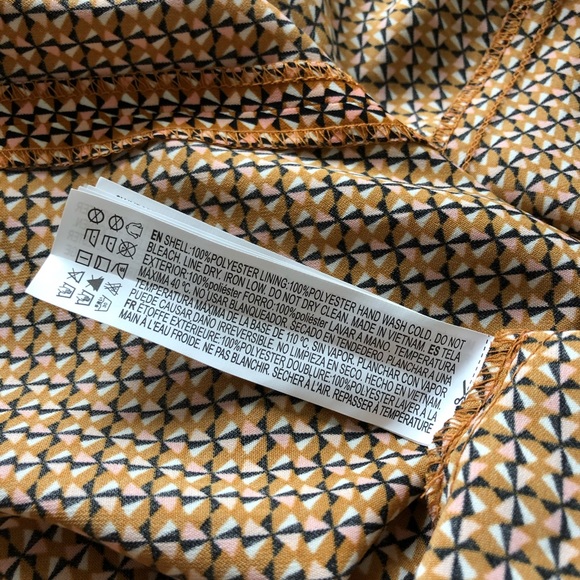 EN SHELL:100%POLYESTER LINING:100%POLYESTER HAND WASH COLD. DO NOT
BLEACH. LINE DRY. IRON LOW. DO NOT DRY CLEAN. MADE IN VIETNAM. ES TELA
EXTERIOR:100%poliéster FORRO:100%poliéster LAVAR A MANO. TEMPERATURA
MÁXIMA 40 °C. NO USAR BLANQUEADOR. SECADO EN TENDEDERO. PLANCHAR A UNA
TEMPERATURA MÁXIMA DE LA BASE DE 110 °C, SIN VAPOR. PLANCHAR CON VAPOR
PUEDE CAUSAR DAÑO IRREVERSIBLE. NO LIMPIEZA EN SECO. HECHO EN VIETNAM.
FR ÉTOFFE EXTÉRIEUR:100%POLYESTER DOUBLURE:100%POLYESTER LAVER À LA
MAIN À L'EAU FROIDE. NE PAS BLANCHIR. SÉCHER À L'AIR. REPASSER À TEMPÉRATURE